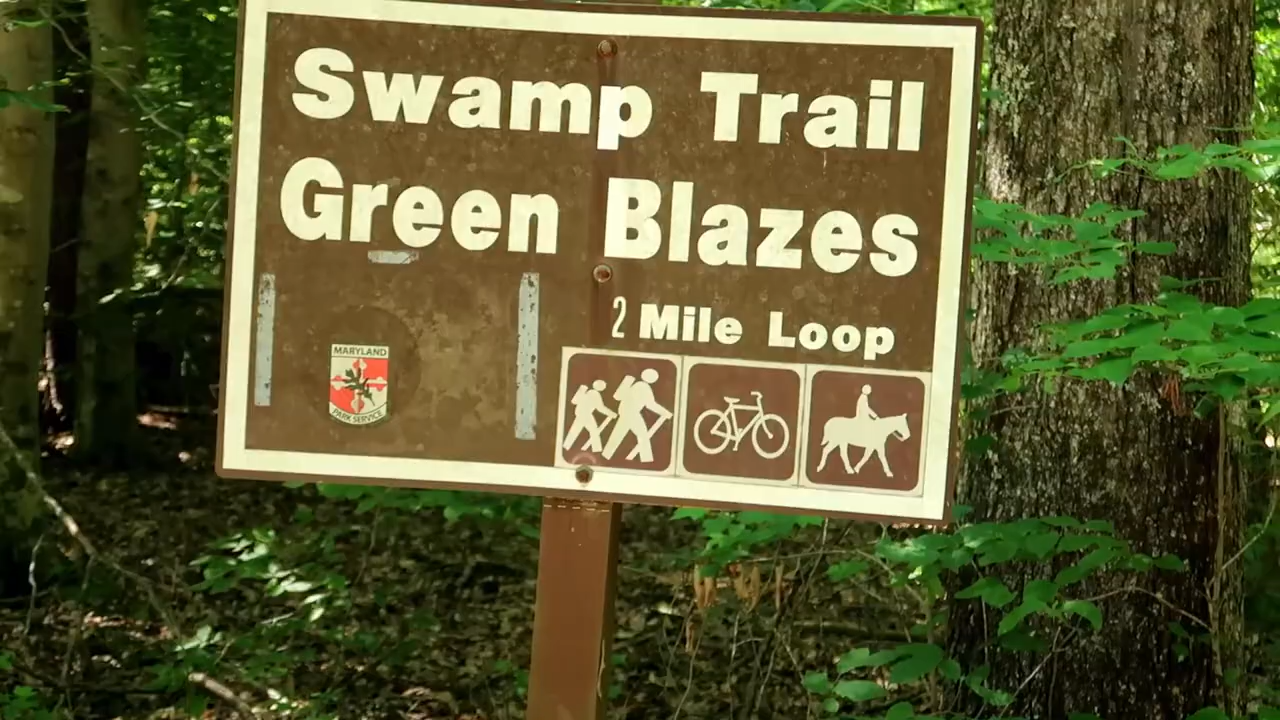 Swamp Trail
Green Blazes
2 Mile Loop
MARYLAND
PARK SERVICE